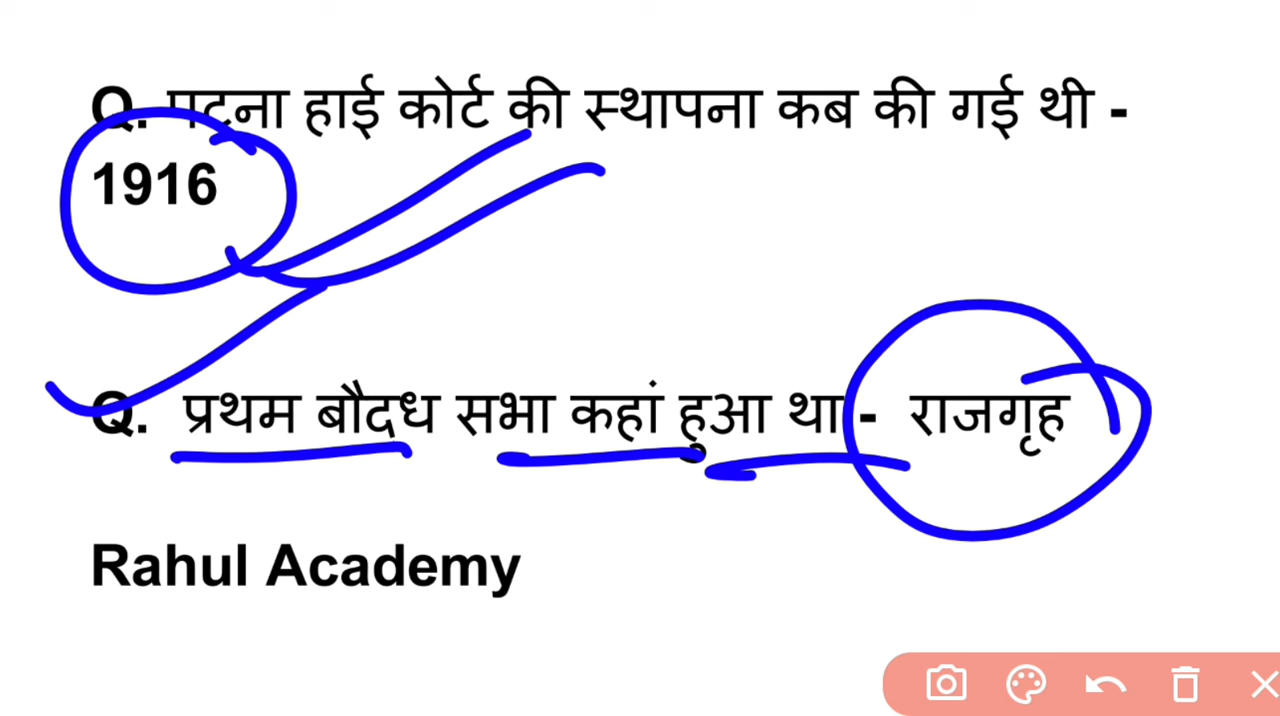 Q. पटना हाई कोर्ट की स्थापना कब की गई थी -
1916
Q. प्रथम बौदध सभा कहां हुआ था - राजगृह
Rahul Academy